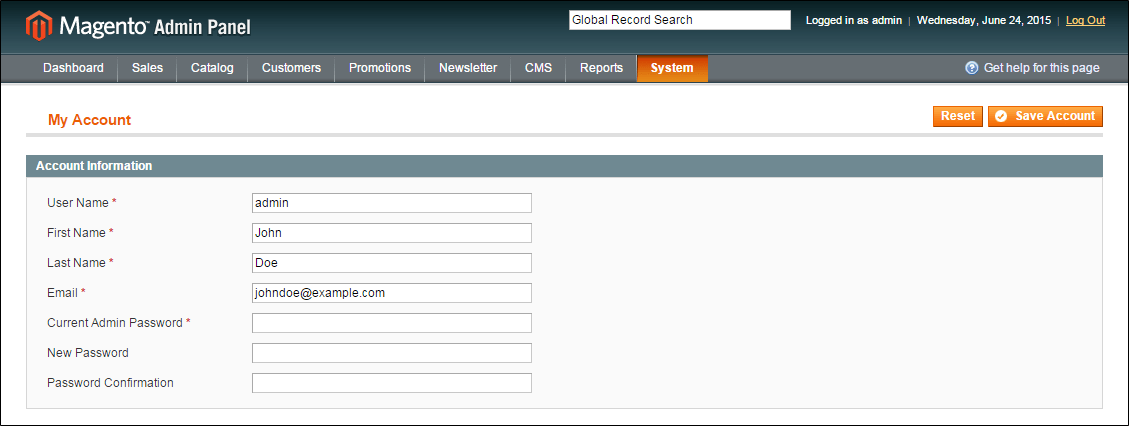 Magento™ Admin Panel
Global Record Search
Logged in as admin | Wednesday, June 24, 2015 | Log Out
Dashboard Sales Catalog Customers Promotions Newsletter CMS Reports System Get help for this page
My Account
Reset Save Account
Account Information
User Name * admin
First Name * John
Last Name * Doe
Email * johndoe@example.com
Current Admin Password *
New Password
Password Confirmation